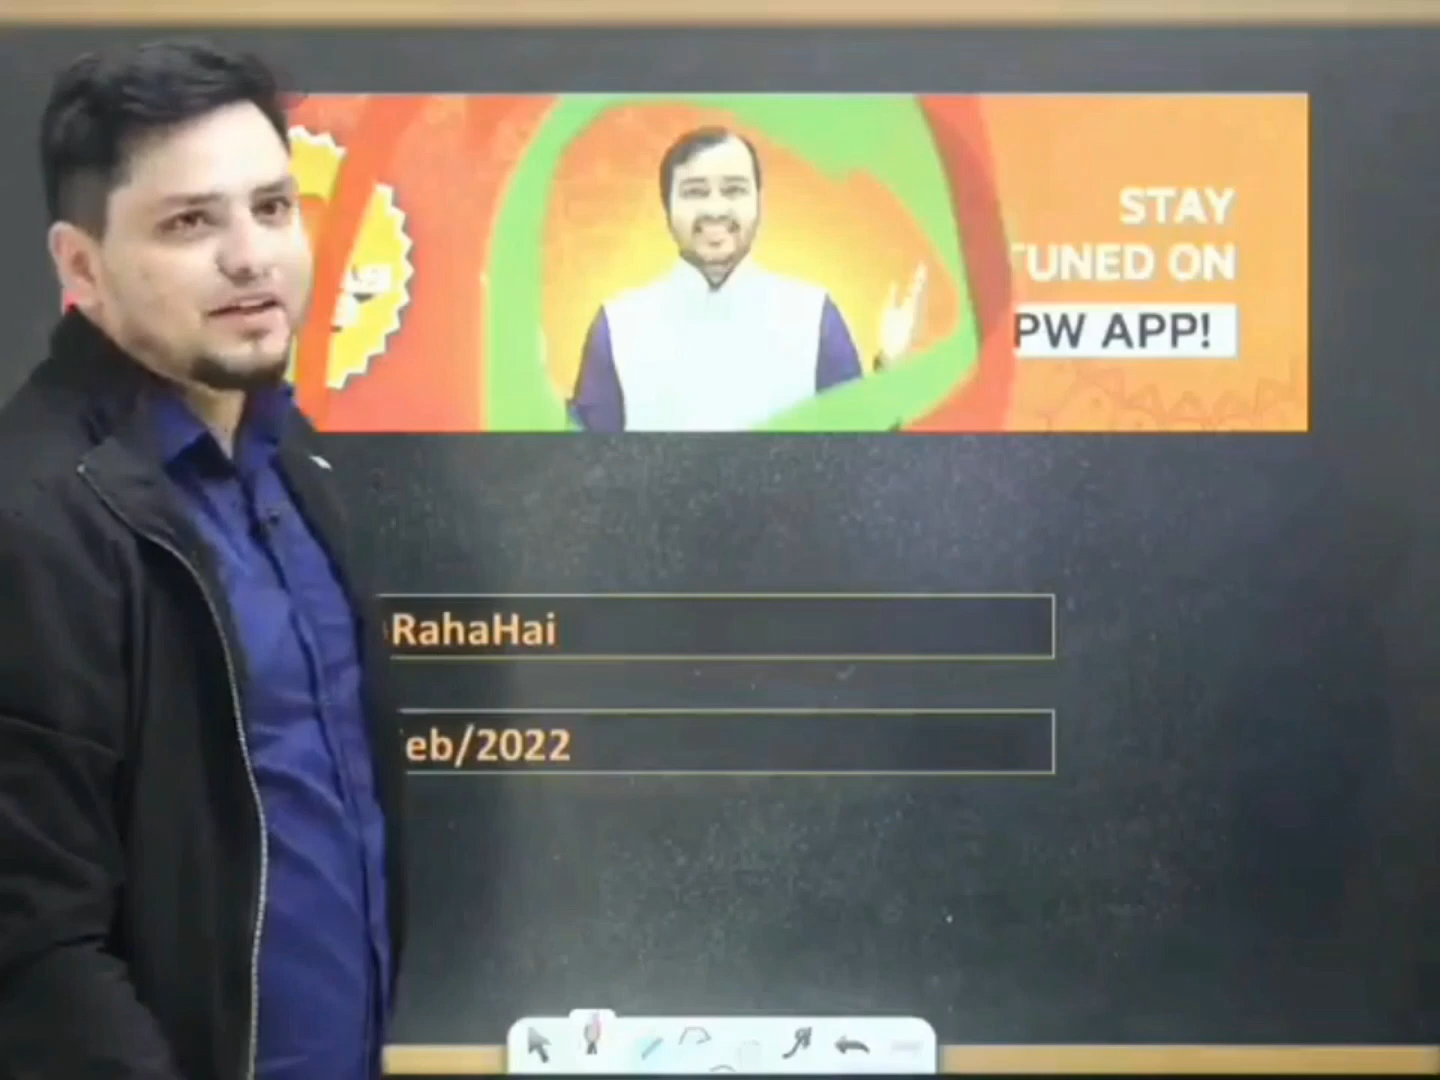 STAY
TUNED ON
PW APP!
RahaHai
eb/2022